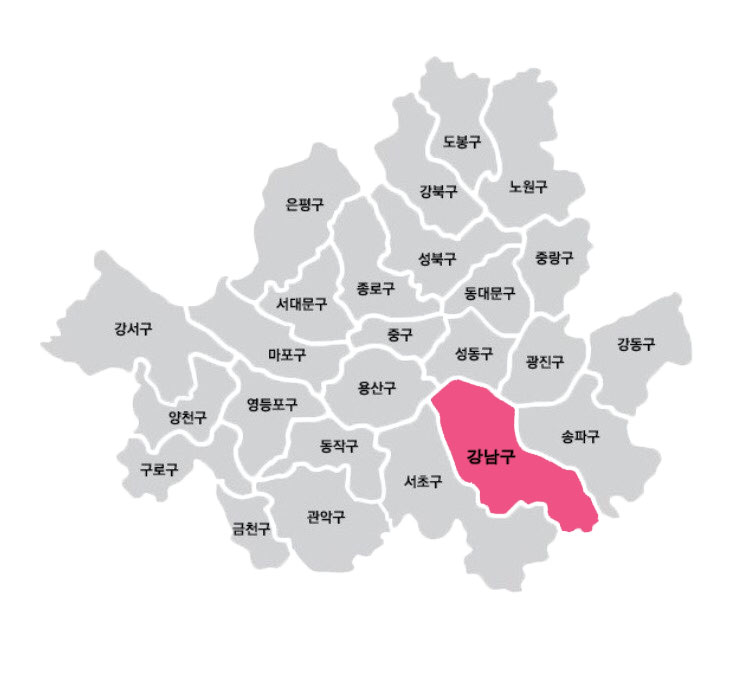 도봉구
강북구
노원구
은평구
성북구
중랑구
종로구
동대문구
서대문구
강서구
중구
강동구
마포구
성동구
광진구
용산구
영등포구
양천구
송파구
동작구
강남구
구로구
서초구
관악구
금천구